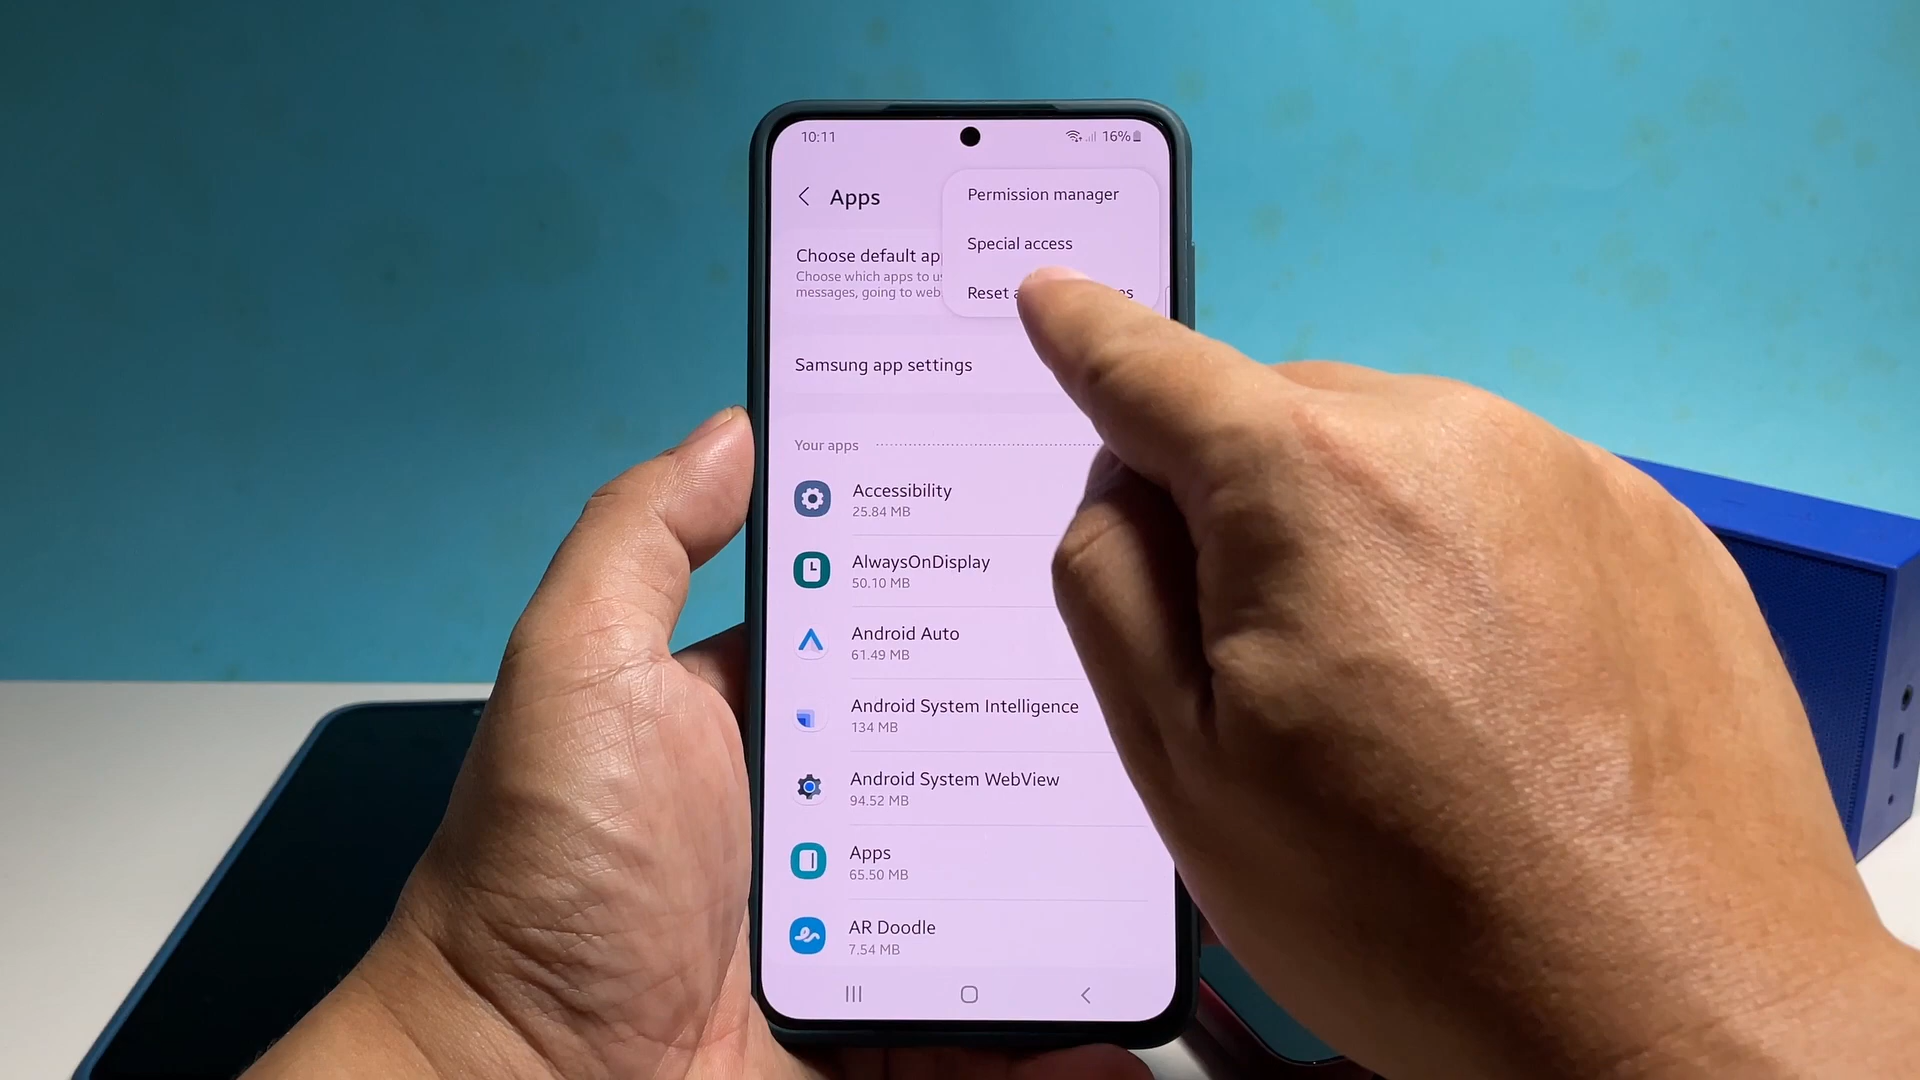 10:11
16%
Apps
Permission manager
Special access
Reset
Choose default
Choose which apps to
messages, going to web
Samsung app settings
Your apps
Accessibility
25.84 MB
AlwaysOnDisplay
50.10 MB
Android Auto
61.49 MB
Android System Intelligence
134 MB
Android System WebView
94.52 MB
Apps
65.50 MB
AR Doodle
7.54 MB